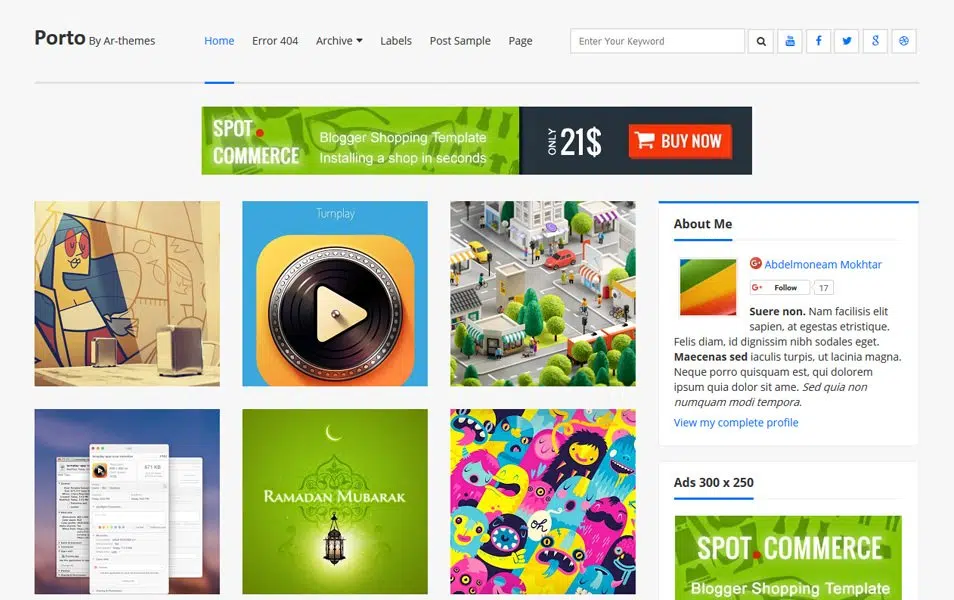 Porto By Ar-themes
Home Error 404 Archive Labels Post Sample Page
Enter Your Keyword
SPOT.
COMMERCE
Blogger Shopping Template
Installing a shop in seconds
ONLY 21$
BUY NOW
Turnplay
About Me
Abdelmoneam Mokhtar
Follow 17
Suere non. Nam facilisis elit
sapien, at egestas etristique.
Felis diam, id dignissim nibh sodales eget.
Maecenas sed iaculis turpis, ut lacinia magna.
Neque porro quisquam est, qui dolorem
ipsum quia dolor sit ame. Sed quia non
numquam modi tempora.
View my complete profile
671 KB
RAMADAN MUBARAK
oh
Ads 300 x 250
SPOT.COMMERCE
Blogger Shopping Template